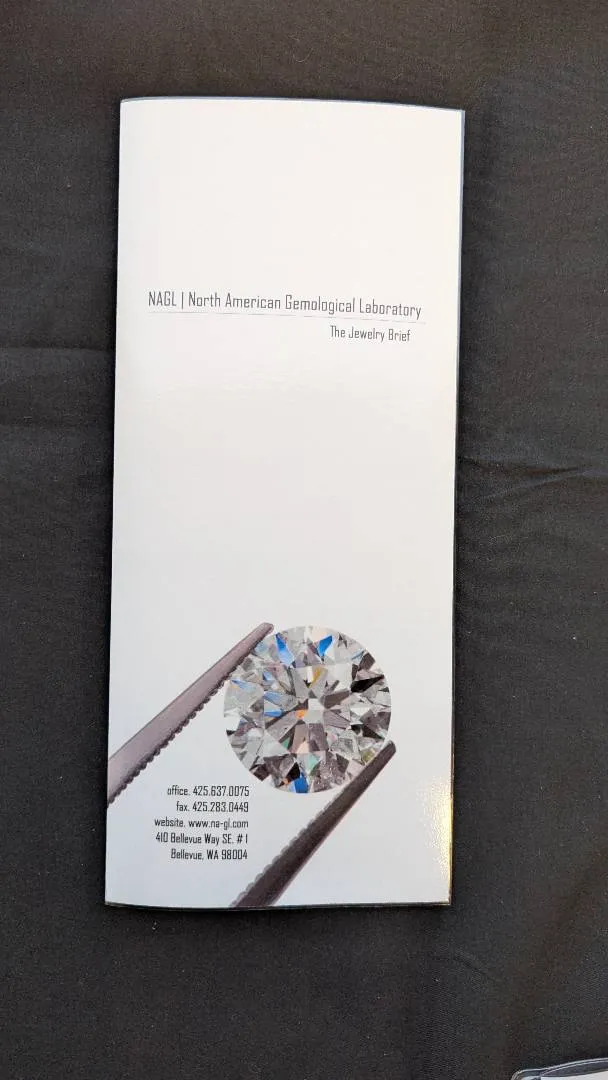 NAGL | North American Gemological Laboratory
The Jewelry Brief
office. 425.637.0075
fax. 425.283.0449
website. www.na-gl.com
410 Bellevue Way SE. # 1
Bellevue, WA 98004